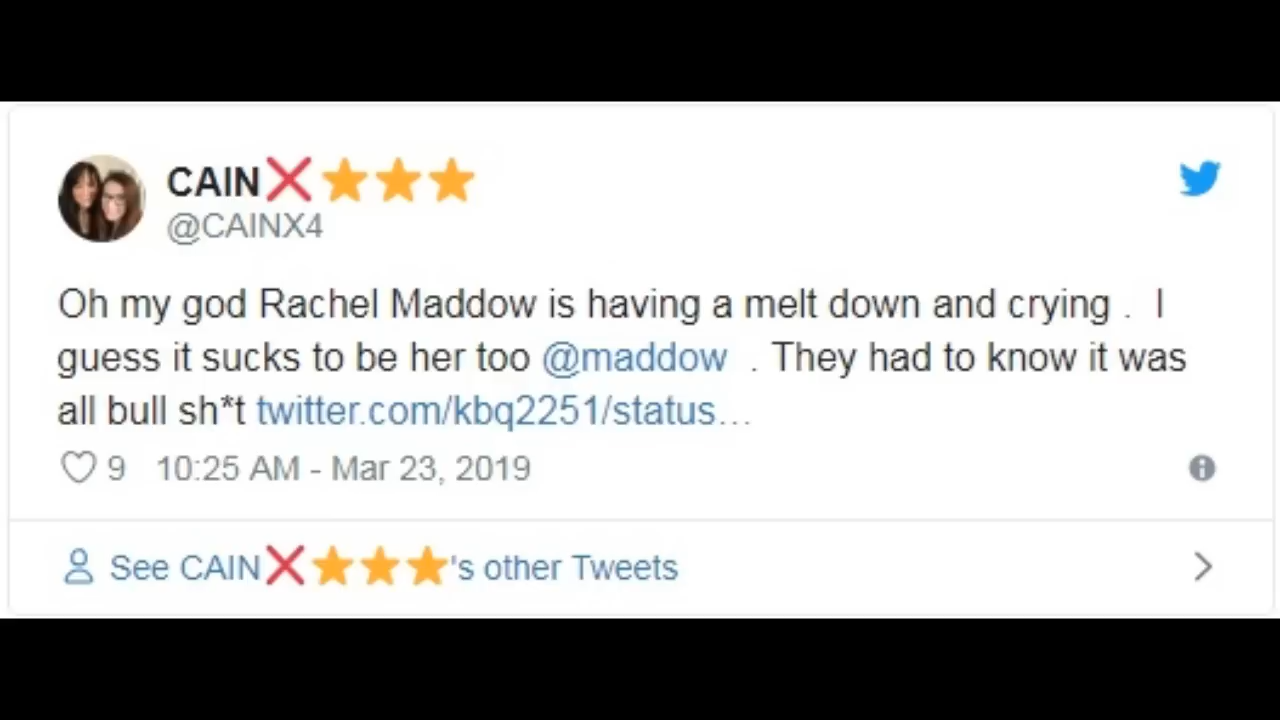 CAIN❌⭐⭐⭐
@CAINX4
Oh my god Rachel Maddow is having a melt down and crying . I
guess it sucks to be her too @maddow . They had to know it was
all bull sh*t twitter.com/kbq2251/status…
9 10:25 AM - Mar 23, 2019
See CAIN❌⭐⭐⭐'s other Tweets